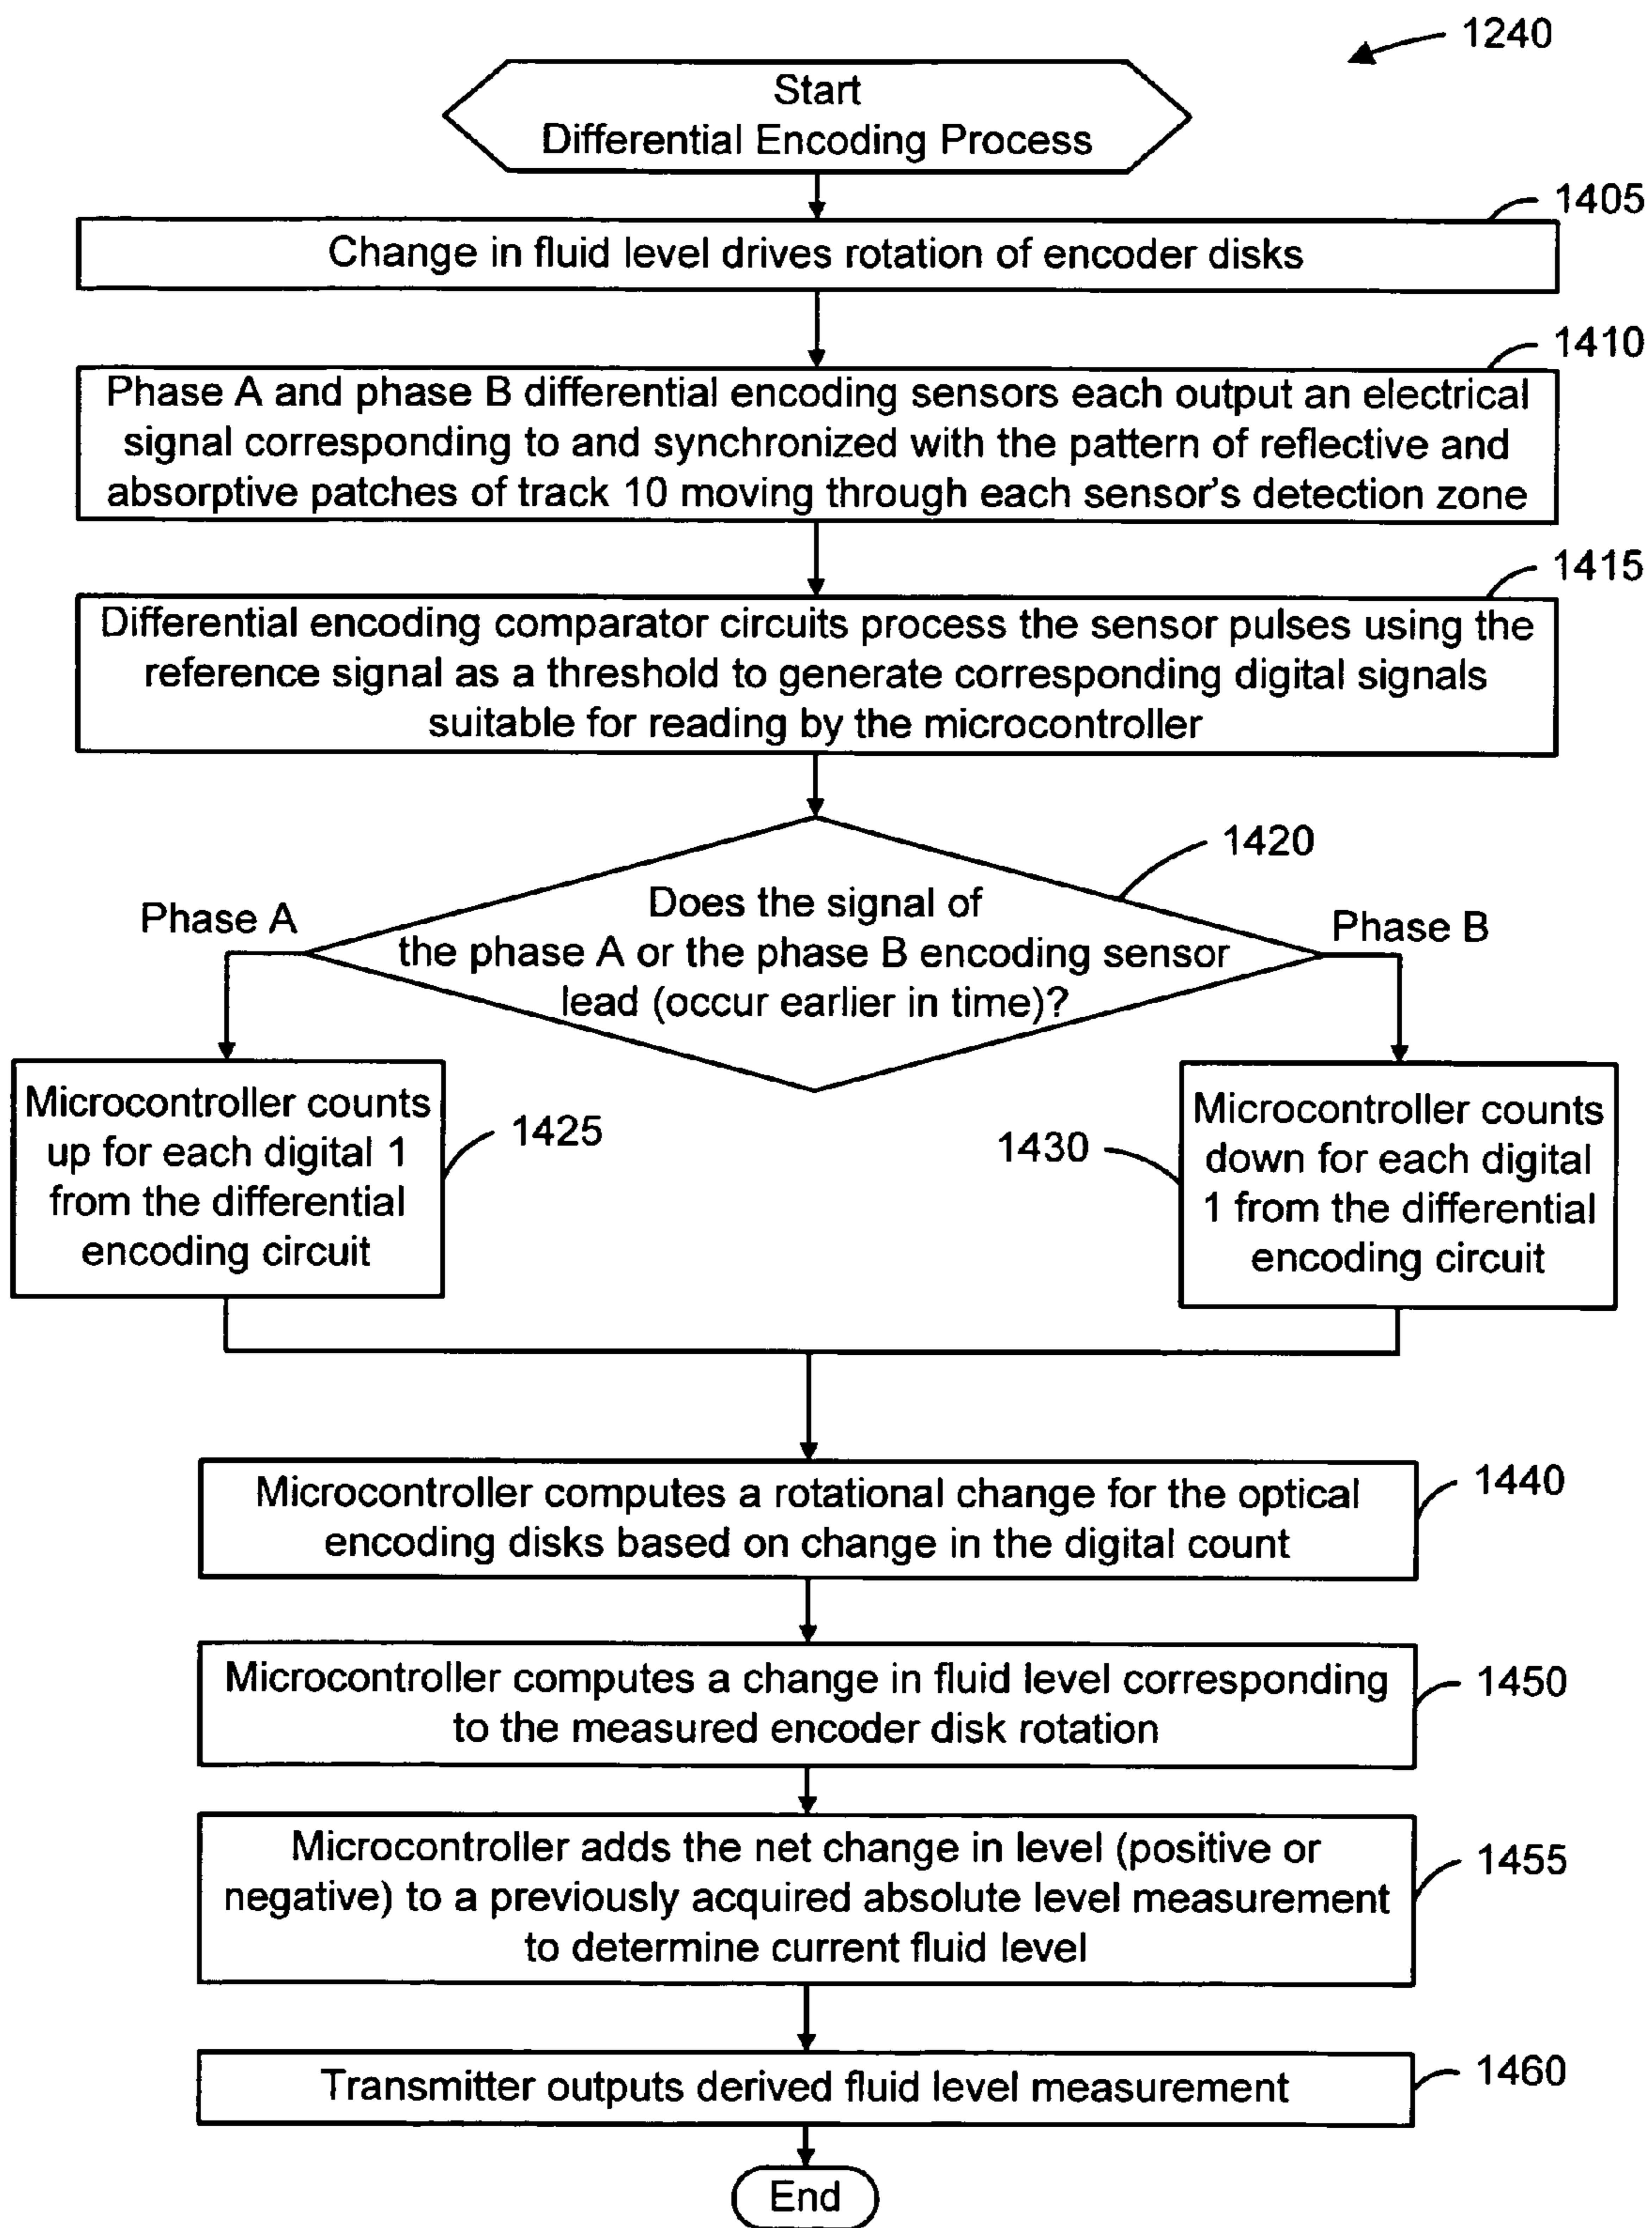 1240
Start
Differential Encoding Process
1405
Change in fluid level drives rotation of encoder disks
1410
Phase A and phase B differential encoding sensors each output an electrical
signal corresponding to and synchronized with the pattern of reflective and
absorptive patches of track 10 moving through each sensor's detection zone
1415
Differential encoding comparator circuits process the sensor pulses using the
reference signal as a threshold to generate corresponding digital signals
suitable for reading by the microcontroller
1420
Does the signal of
the phase A or the phase B encoding sensor
lead (occur earlier in time)?
Phase A
Phase B
Microcontroller counts
up for each digital 1
from the differential
encoding circuit
1425
1430
Microcontroller counts
down for each digital
1 from the differential
encoding circuit
1440
Microcontroller computes a rotational change for the optical
encoding disks based on change in the digital count
1450
Microcontroller computes a change in fluid level corresponding
to the measured encoder disk rotation
1455
Microcontroller adds the net change in level (positive or
negative) to a previously acquired absolute level measurement
to determine current fluid level
1460
Transmitter outputs derived fluid level measurement
End